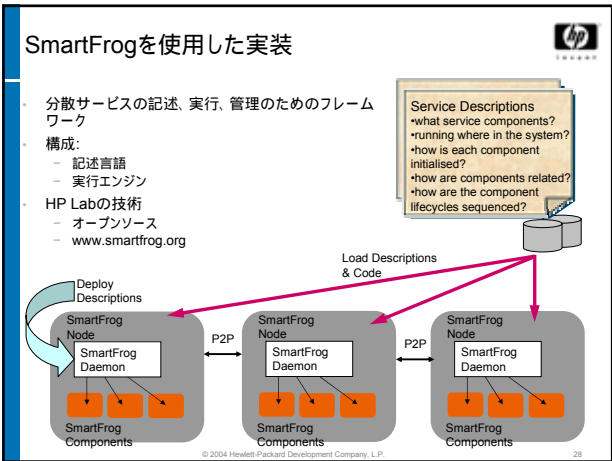 SmartFrogを使用した実装
hp
invent
・ 分散サービスの記述、実行、管理のためのフレーム
ワーク
・ 構成:
– 記述言語
– 実行エンジン
・ HP Labの技術
– オープンソース
– www.smartfrog.org
Service Descriptions
•what service components?
•running where in the system?
•how is each component
initialised?
•how are components related?
•how are the component
lifecycles sequenced?
Load Descriptions
& Code
Deploy
Descriptions
SmartFrog
Node
SmartFrog
Daemon
SmartFrog
Components
P2P
SmartFrog
Node
SmartFrog
Daemon
SmartFrog
Components
P2P
SmartFrog
Node
SmartFrog
Daemon
SmartFrog
Components
© 2004 Hewlett-Packard Development Company, L.P.
28